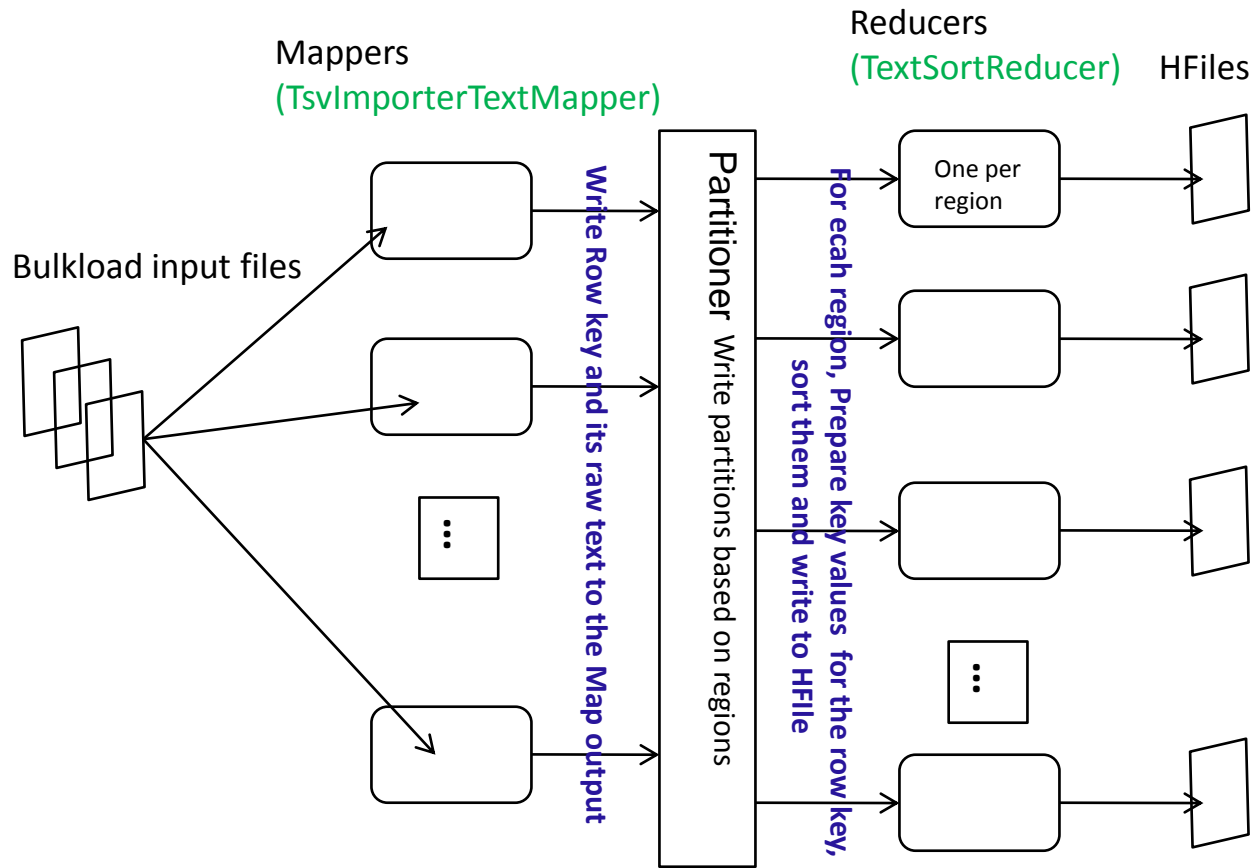 Reducers
(TextSortReducer)
HFiles
Mappers
(TsvImporterTextMapper)
Bulkload input files
Write Row key and its raw text to the Map output
Partitioner Write partitions based on regions
For ecah region, Prepare key values for the row key,
sort them and write to HFIle
One per
region
...
...